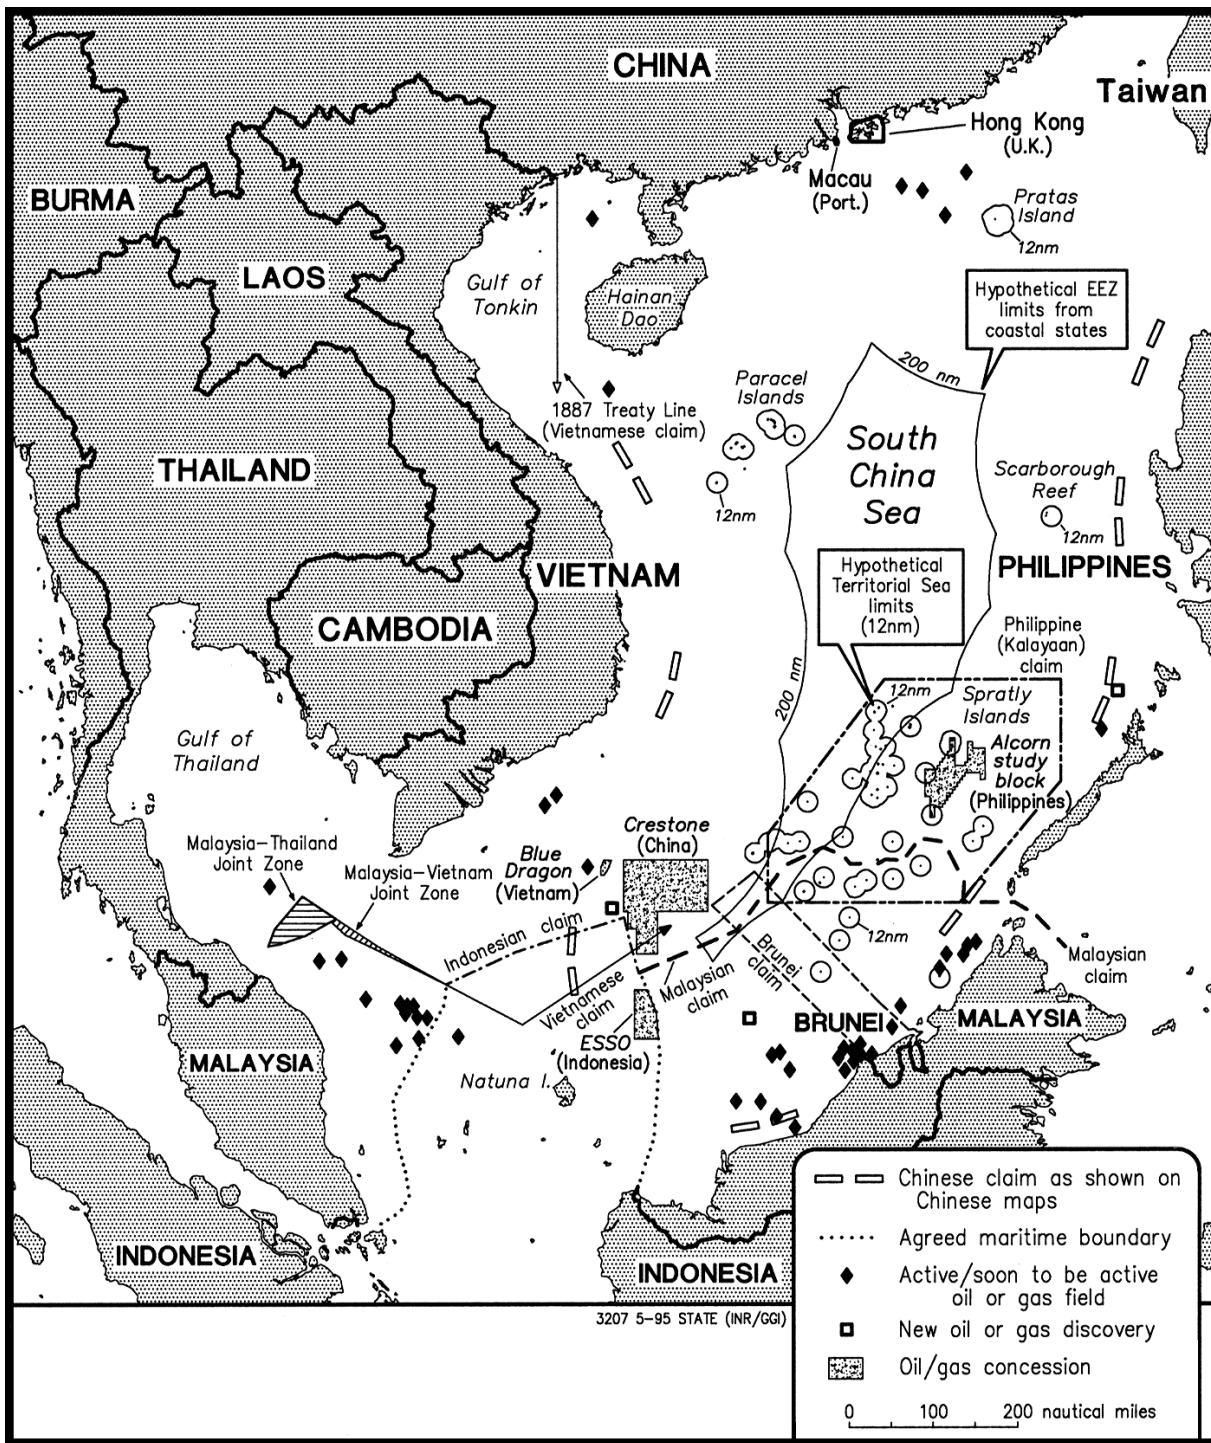 CHINA
Taiwan
Hong Kong
(U.K.)
Macau
(Port.)
BURMA
Pratas
Island
12nm
LAOS
Gulf of
Tonkin
Hainan
Dao
Hypothetical EEZ
limits from
coastal states
200 nm
Paracel
Islands
1887 Treaty Line
(Vietnamese claim)
South
China
Sea
THAILAND
Scarborough
Reef
12nm
12nm
VIETNAM
PHILIPPINES
Hypothetical
Territorial Sea
limits
(12nm)
CAMBODIA
Philippine
(Kalayaan)
claim
200 nm
12nm
Spratly
Islands
Gulf of
Thailand
Alcorn
study
block
(Philippines)
Malaysia-Thailand
Joint Zone
Malaysia-Vietnam
Joint Zone
Crestone
(China)
Blue
Dragon
(Vietnam)
Indonesian claim
12nm
Vietnamese
claim
Malaysian
claim
Brunei
claim
Malaysian
claim
BRUNEI
MALAYSIA
ESSO
(Indonesia)
MALAYSIA
Natuna I.
INDONESIA
INDONESIA
3207 5-95 STATE (INR/GGI)
Chinese claim as shown on
Chinese maps
Agreed maritime boundary
Active/soon to be active
oil or gas field
New oil or gas discovery
Oil/gas concession
0 100 200 nautical miles